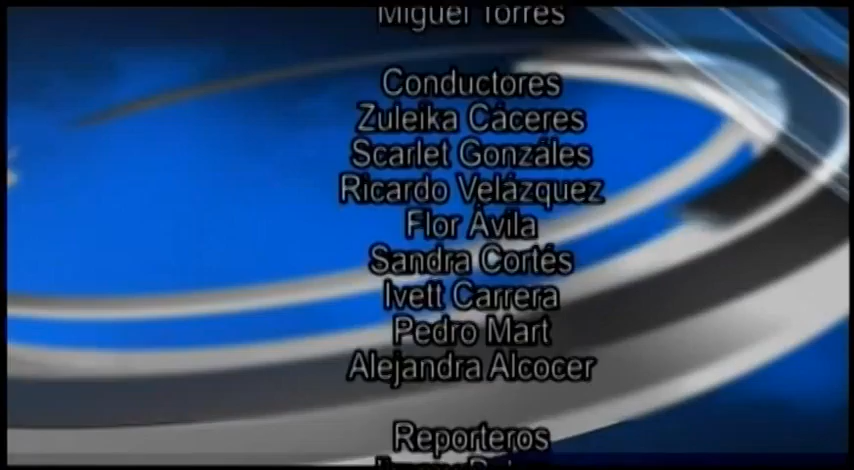 Miguel Torres
Conductores
Zuleika Cáceres
Scarlet Gonzáles
Ricardo Velázquez
Flor Ávila
Sandra Cortés
Ivett Carrera
Pedro Mart
Alejandra Alcocer
Reporteros